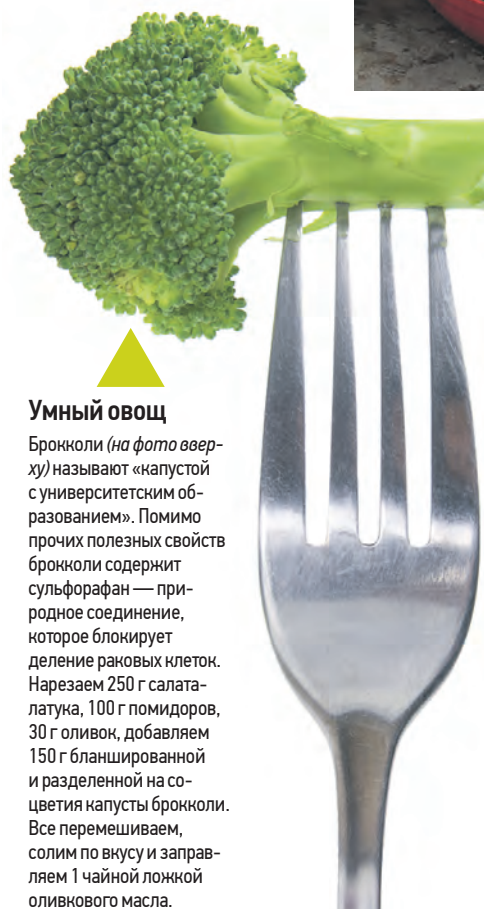 Умный овощ
Брокколи (на фото ввер-
ху) называют «капустой
с университетским об-
разованием». Помимо
прочих полезных свойств
брокколи содержит
сульфорафан — при-
родное соединение,
которое блокирует
деление раковых клеток.
Нарезаем 250 г салата-
латука, 100 г помидоров,
30 г оливок, добавляем
150 г бланшированной
и разделенной на со-
цветия капусты брокколи.
Все перемешиваем,
солим по вкусу и заправ-
ляем 1 чайной ложкой
оливкового масла.